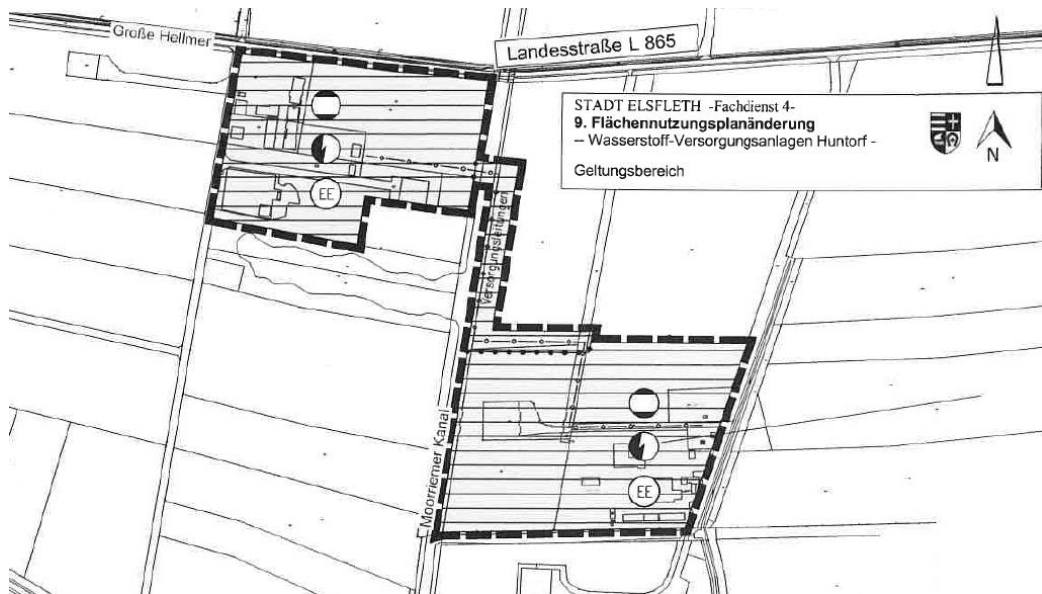 Große Hellmer
Landesstraße L 865
STADT ELSFLETH -Fachdienst 4-
9. Flächennutzungsplanänderung
– Wasserstoff-Versorgungsanlagen Huntorf -
Geltungsbereich
N
EE
Versorgungsleitungen
Moorriemer Kanal
EE